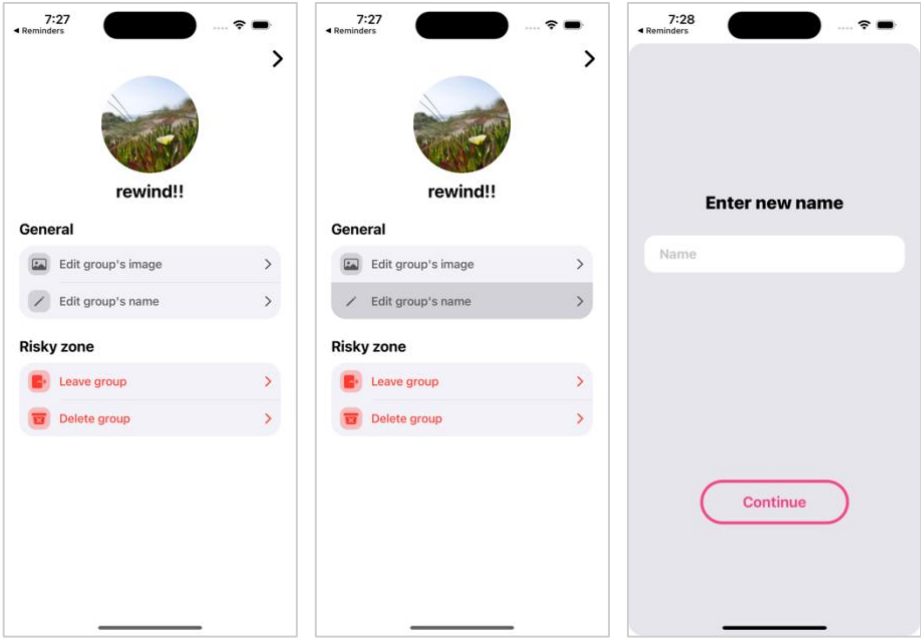 7:27
◀ Reminders
rewind!!
General
Edit group's image
Edit group's name
Risky zone
Leave group
Delete group
7:27
◀ Reminders
rewind!!
General
Edit group's image
Edit group's name
Risky zone
Leave group
Delete group
7:28
◀ Reminders
Enter new name
Name
Continue